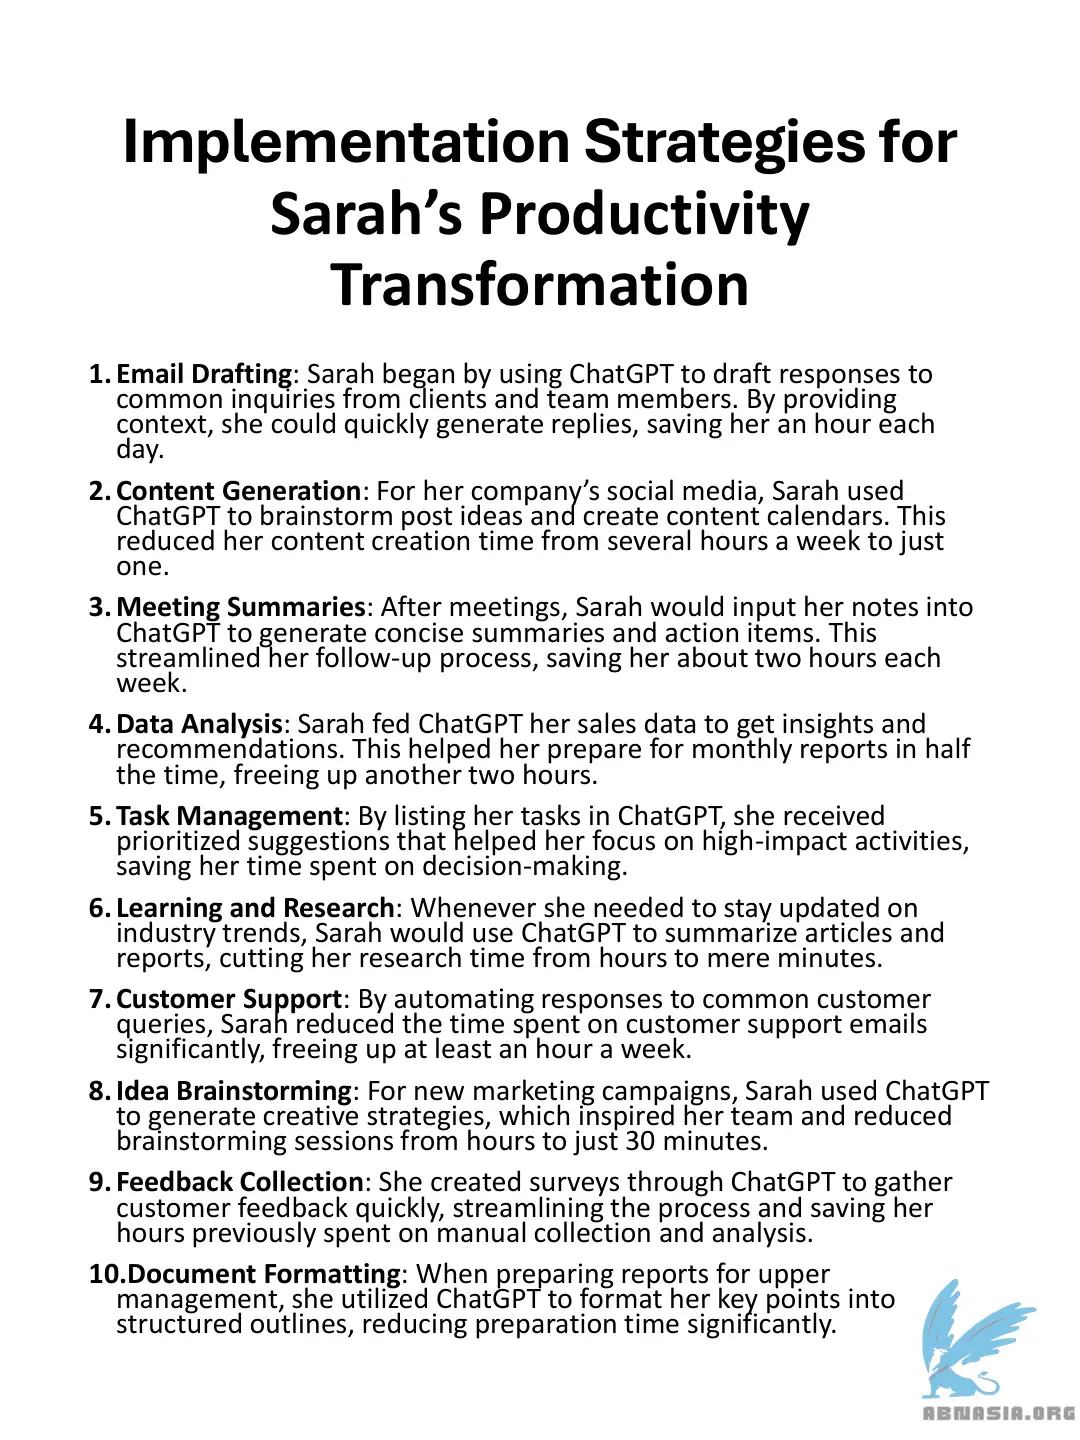 Implementation Strategies for
Sarah’s Productivity
Transformation
1. Email Drafting: Sarah began by using ChatGPT to draft responses to
common inquiries from clients and team members. By providing
context, she could quickly generate replies, saving her an hour each
day.
2. Content Generation: For her company’s social media, Sarah used
ChatGPT to brainstorm post ideas and create content calendars. This
reduced her content creation time from several hours a week to just
one.
3. Meeting Summaries: After meetings, Sarah would input her notes into
ChatGPT to generate concise summaries and action items. This
streamlined her follow-up process, saving her about two hours each
week.
4. Data Analysis: Sarah fed ChatGPT her sales data to get insights and
recommendations. This helped her prepare for monthly reports in half
the time, freeing up another two hours.
5. Task Management: By listing her tasks in ChatGPT, she received
prioritized suggestions that helped her focus on high-impact activities,
saving her time spent on decision-making.
6. Learning and Research: Whenever she needed to stay updated on
industry trends, Sarah would use ChatGPT to summarize articles and
reports, cutting her research time from hours to mere minutes.
7. Customer Support: By automating responses to common customer
queries, Sarah reduced the time spent on customer support emails
significantly, freeing up at least an hour a week.
8. Idea Brainstorming: For new marketing campaigns, Sarah used ChatGPT
to generate creative strategies, which inspired her team and reduced
brainstorming sessions from hours to just 30 minutes.
9. Feedback Collection: She created surveys through ChatGPT to gather
customer feedback quickly, streamlining the process and saving her
hours previously spent on manual collection and analysis.
10.Document Formatting: When preparing reports for upper
management, she utilized ChatGPT to format her key points into
structured outlines, reducing preparation time significantly.
ABNASIA.ORG